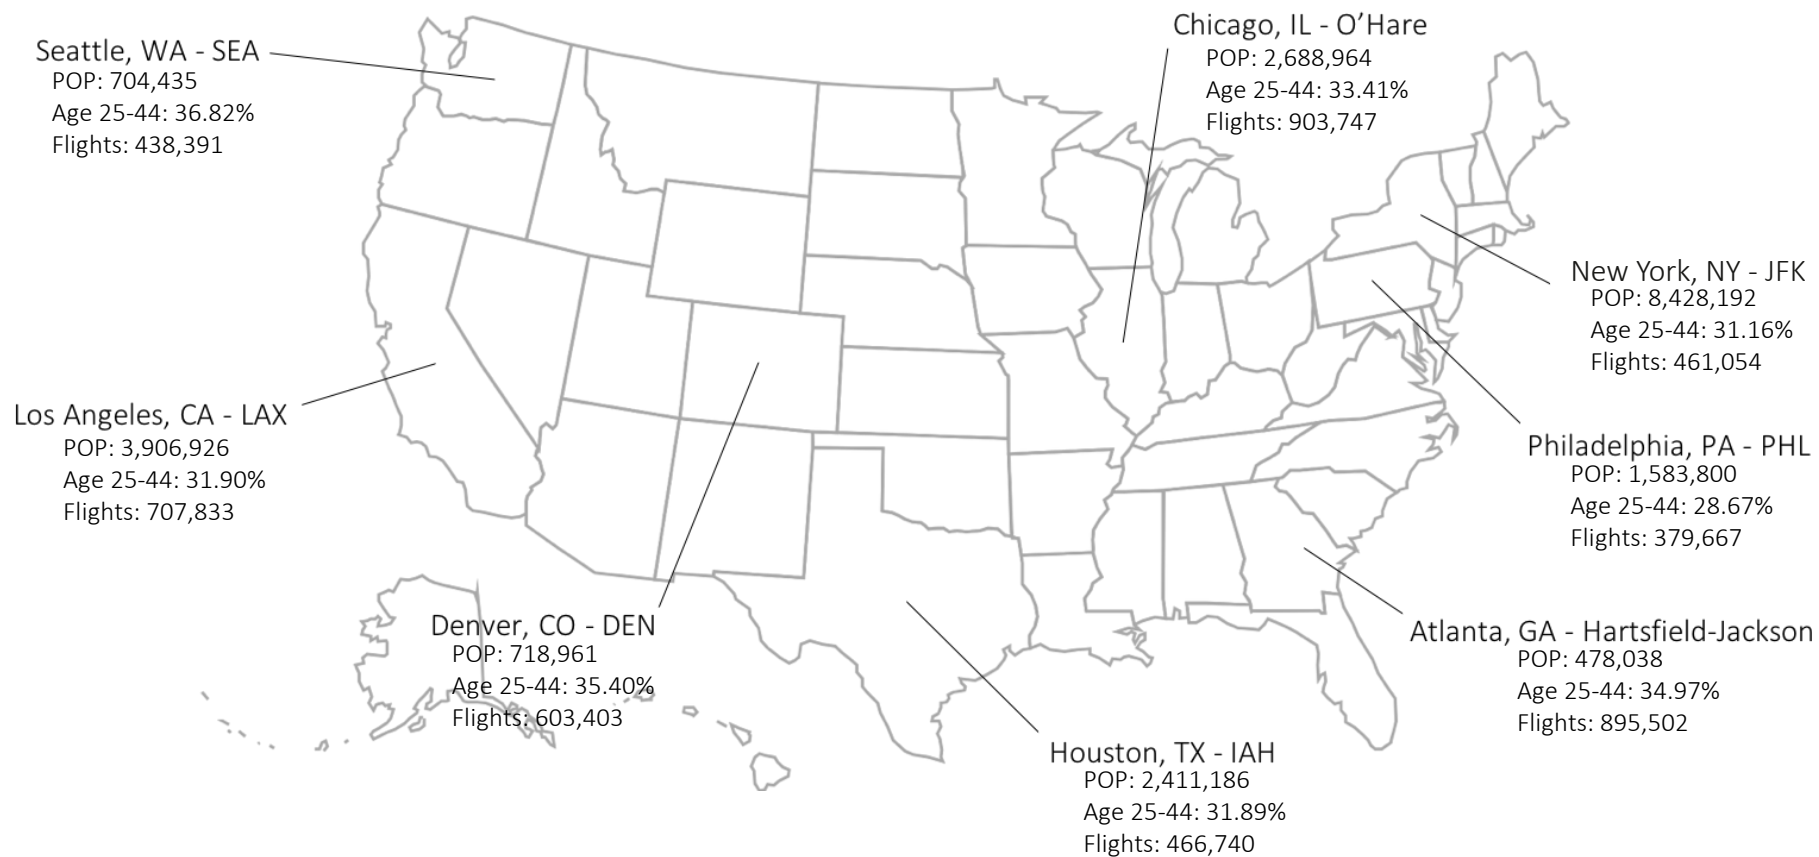 Seattle, WA - SEA
POP: 704,435
Age 25-44: 36.82%
Flights: 438,391
Chicago, IL - O’Hare
POP: 2,688,964
Age 25-44: 33.41%
Flights: 903,747
New York, NY - JFK
POP: 8,428,192
Age 25-44: 31.16%
Flights: 461,054
Los Angeles, CA - LAX
POP: 3,906,926
Age 25-44: 31.90%
Flights: 707,833
Philadelphia, PA - PHL
POP: 1,583,800
Age 25-44: 28.67%
Flights: 379,667
Denver, CO - DEN
POP: 718,961
Age 25-44: 35.40%
Flights: 603,403
Atlanta, GA - Hartsfield-Jackson
POP: 478,038
Age 25-44: 34.97%
Flights: 895,502
Houston, TX - IAH
POP: 2,411,186
Age 25-44: 31.89%
Flights: 466,740